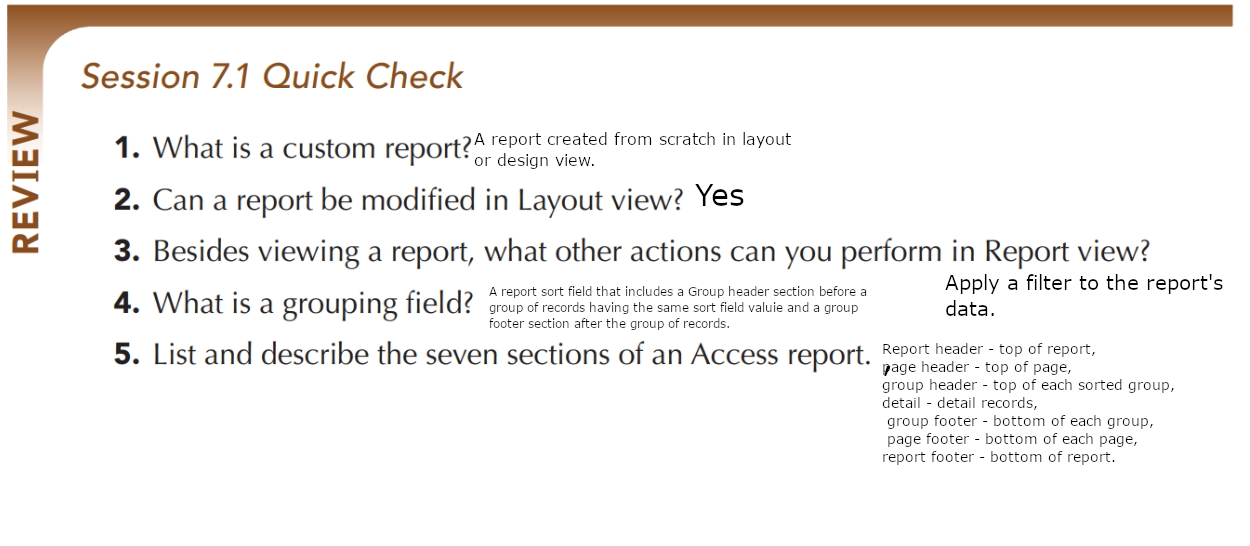 REVIEW
Session 7.1 Quick Check
1. What is a custom report? A report created from scratch in layout
or design view.
2. Can a report be modified in Layout view? Yes
3. Besides viewing a report, what other actions can you perform in Report view?
Apply a filter to the report's
data.
4. What is a grouping field? A report sort field that includes a Group header section before a
group of records having the same sort field valuie and a group
footer section after the group of records.
5. List and describe the seven sections of an Access report. Report header - top of report,
page header - top of page,
group header - top of each sorted group,
detail - detail records,
group footer - bottom of each group,
page footer - bottom of each page,
report footer - bottom of report.